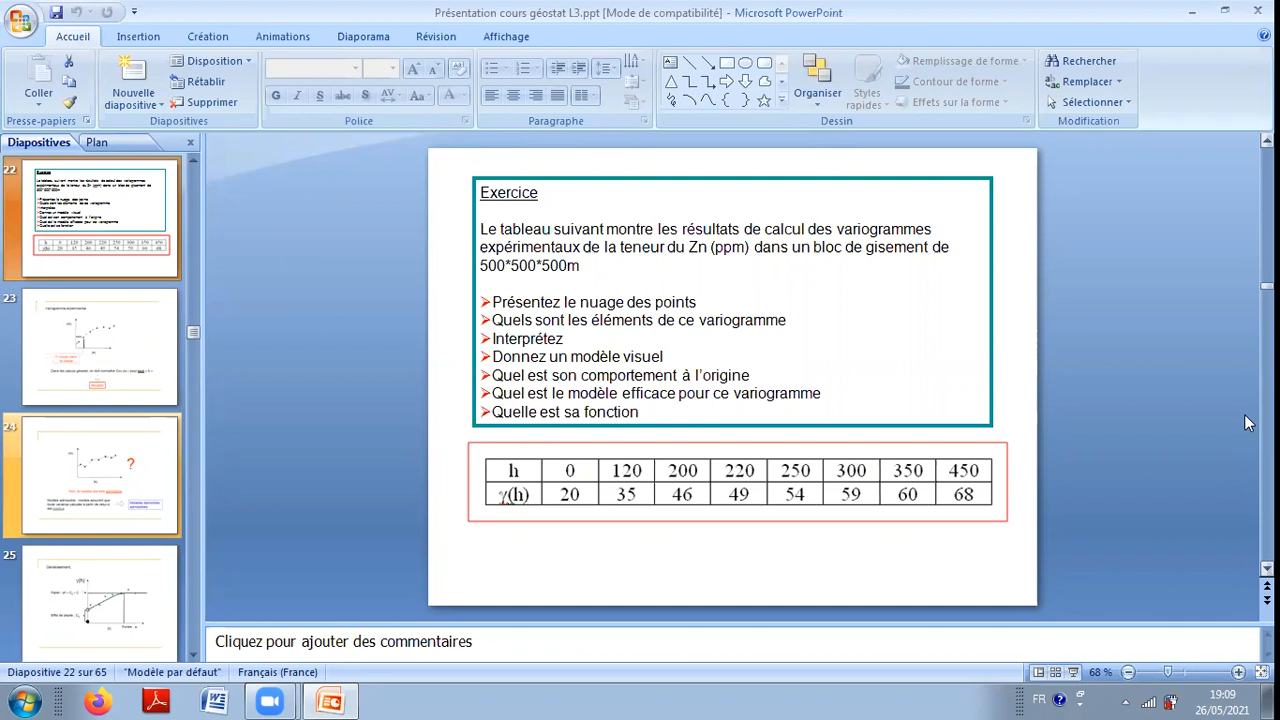 Présentation cours géostat L3.ppt [Mode de compatibilité] - Microsoft PowerPoint
Accueil Insertion Création Animations Diaporama Révision Affichage
Coller
Presse-papiers
Nouvelle diapositive
Disposition
Rétablir
Supprimer
Diapositives
G I S abc S AV Aa A
Police
Paragraphe
Organiser
Styles rapides
Remplissage de forme
Contour de forme
Effets sur la forme
Dessin
Rechercher
Remplacer
Sélectionner
Modification
Diapositives Plan
22
23
24
25
Exercice
Le tableau suivant montre les résultats de calcul des variogrammes
expérimentaux de la teneur du Zn (ppm) dans un bloc de gisement de
500*500*500m
Présentez le nuage des points
Quels sont les éléments de ce variogramme
Interprétez
Donnez un modèle visuel
Quel est son comportement à l’origine
Quel est le modèle efficace pour ce variogramme
Quelle est sa fonction
h 0 120 200 220 250 300 350 450
γ(h) 20 35 46 49 54 59 60 68
Cliquez pour ajouter des commentaires
Diapositive 22 sur 65 "Modèle par défaut" Français (France) 68 %
FR 19:09
26/05/2021